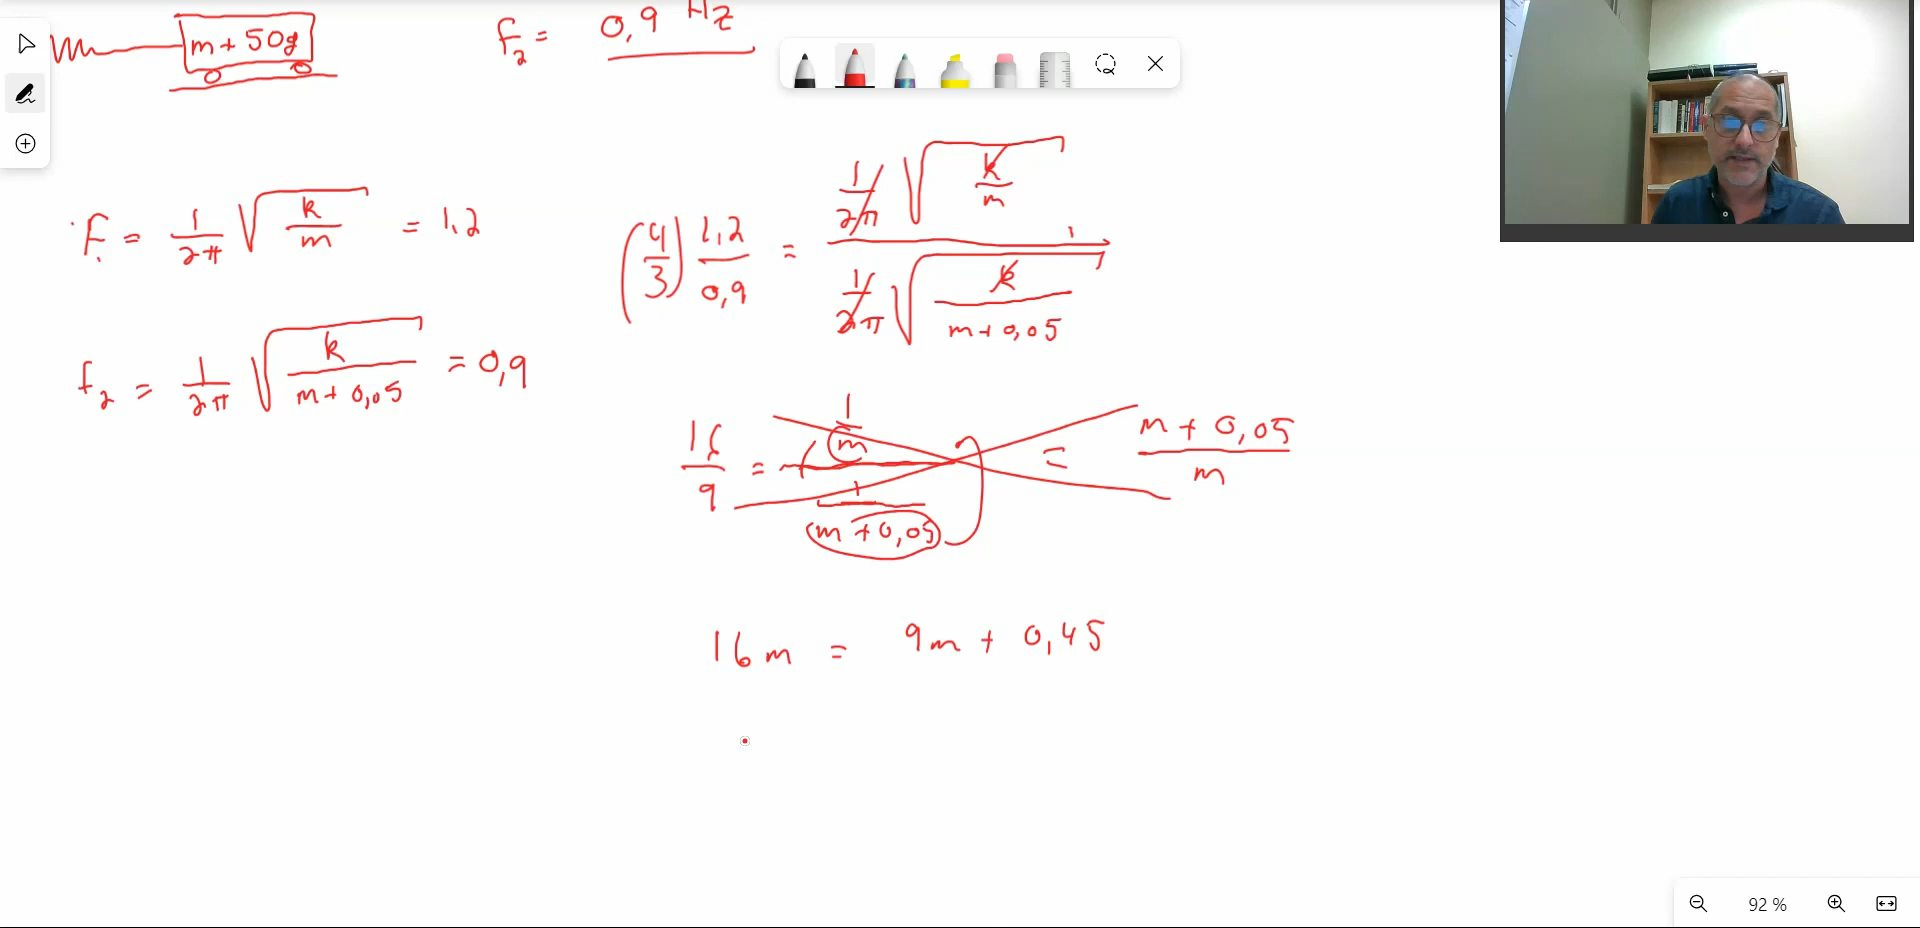 m + 50g
f₂ = 0,9 Hz
f₁ = 1/2π √(k/m) = 1,2
f₂ = 1/2π √(k/(m + 0,05)) = 0,9
(4/3) 1,2/0,9 = (1/2π √(k/m)) / (1/2π √(k/(m + 0,05)))
16/9 = (1/m) / (1/(m + 0,05)) = (m + 0,05)/m
16m = 9m + 0,45
92 %